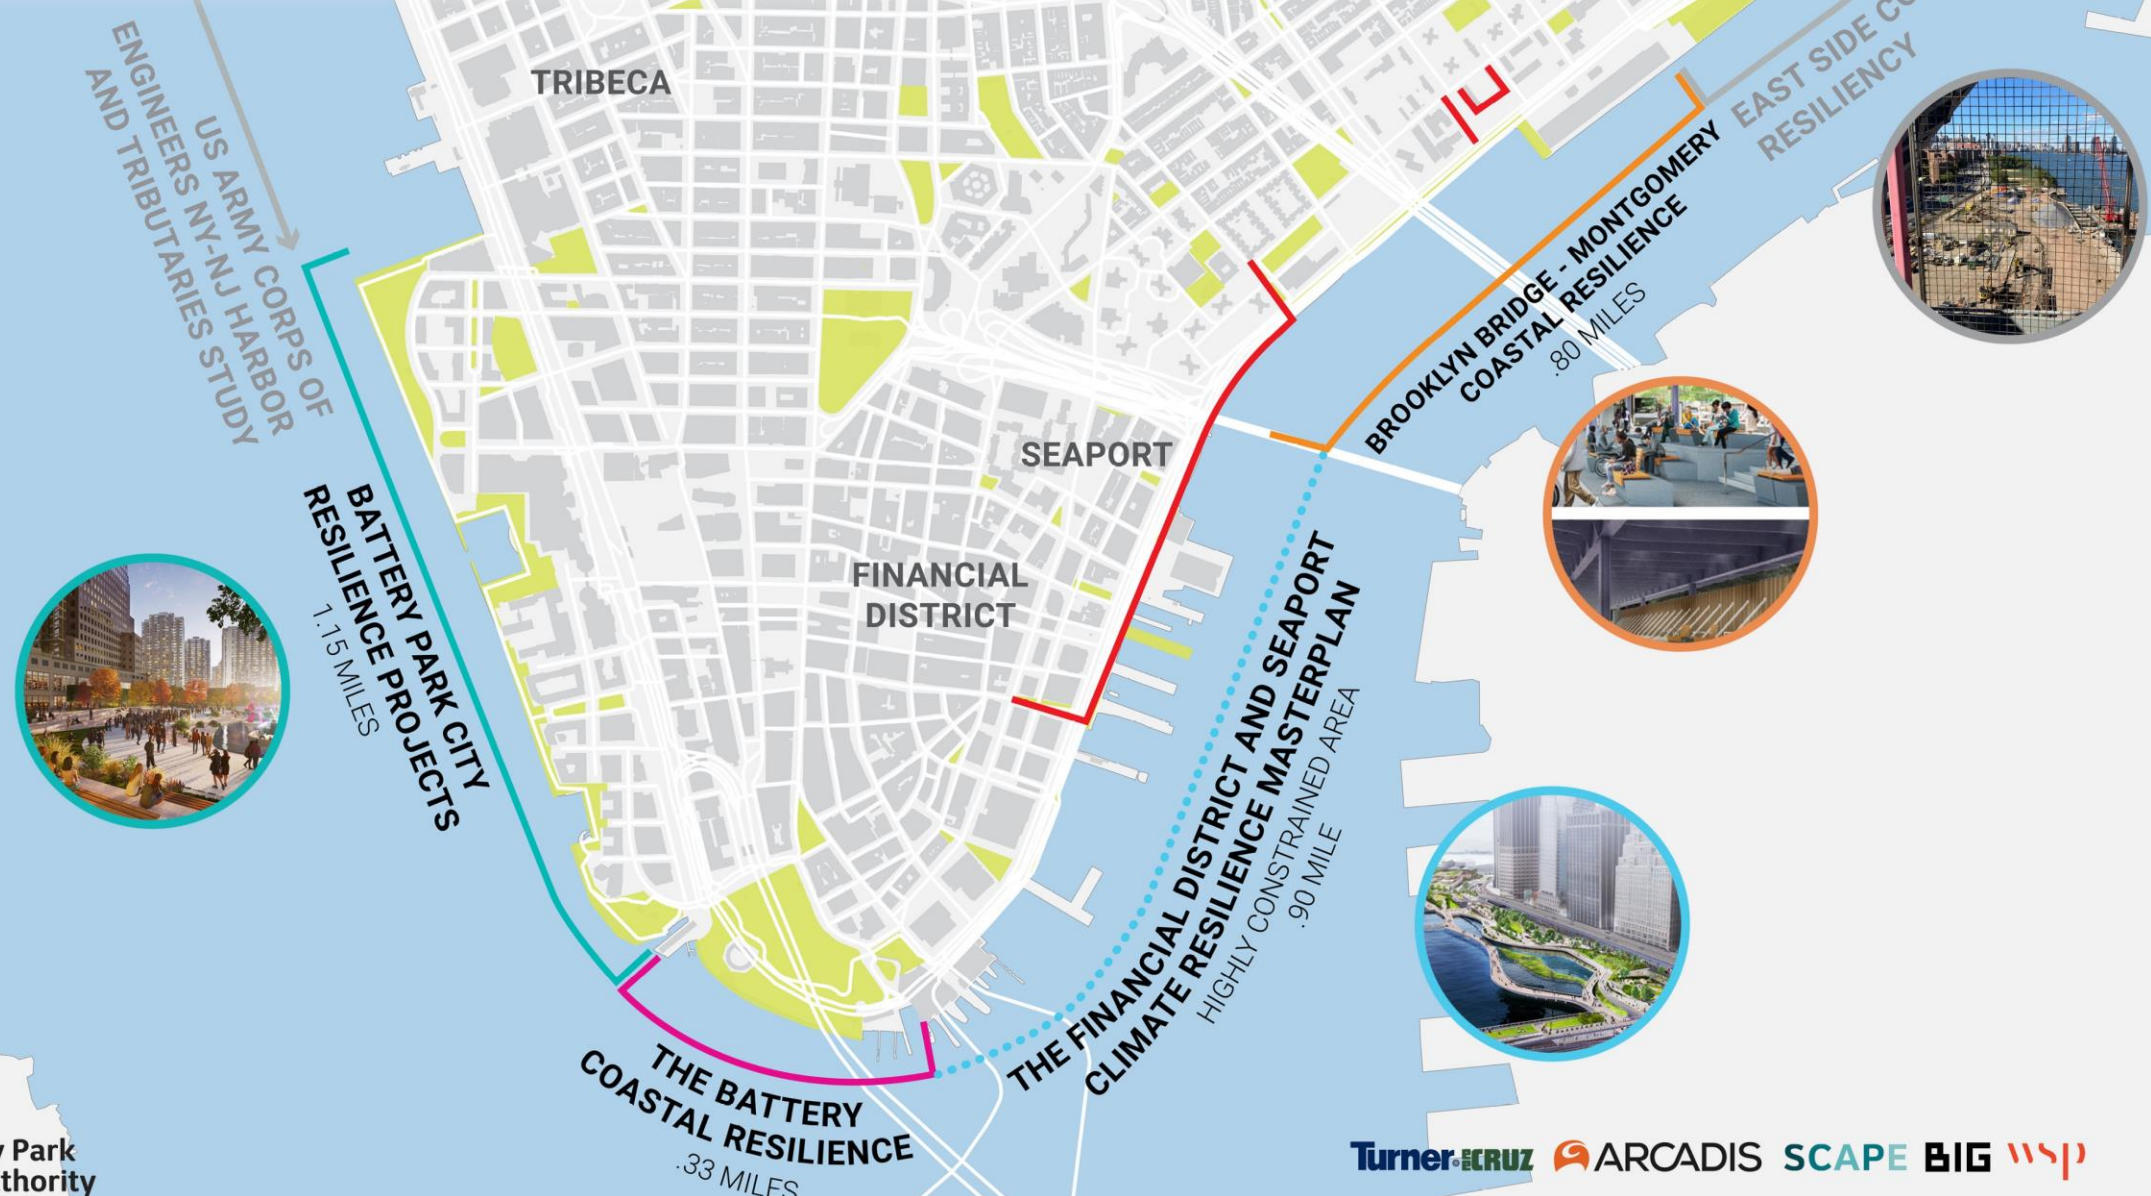 US ARMY CORPS OF
ENGINEERS NY-NJ HARBOR
AND TRIBUTARIES STUDY
TRIBECA
EAST SIDE CO
RESILIENCY
BROOKLYN BRIDGE - MONTGOMERY
COASTAL RESILIENCE
.80 MILES
SEAPORT
FINANCIAL
DISTRICT
BATTERY PARK CITY
RESILIENCE PROJECTS
1.15 MILES
THE FINANCIAL DISTRICT AND SEAPORT
CLIMATE RESILIENCE MASTERPLAN
HIGHLY CONSTRAINED AREA
.90 MILE
THE BATTERY
COASTAL RESILIENCE
.33 MILES
y Park
thority
Turner CRUZ ARCADIS SCAPE BIG wsp